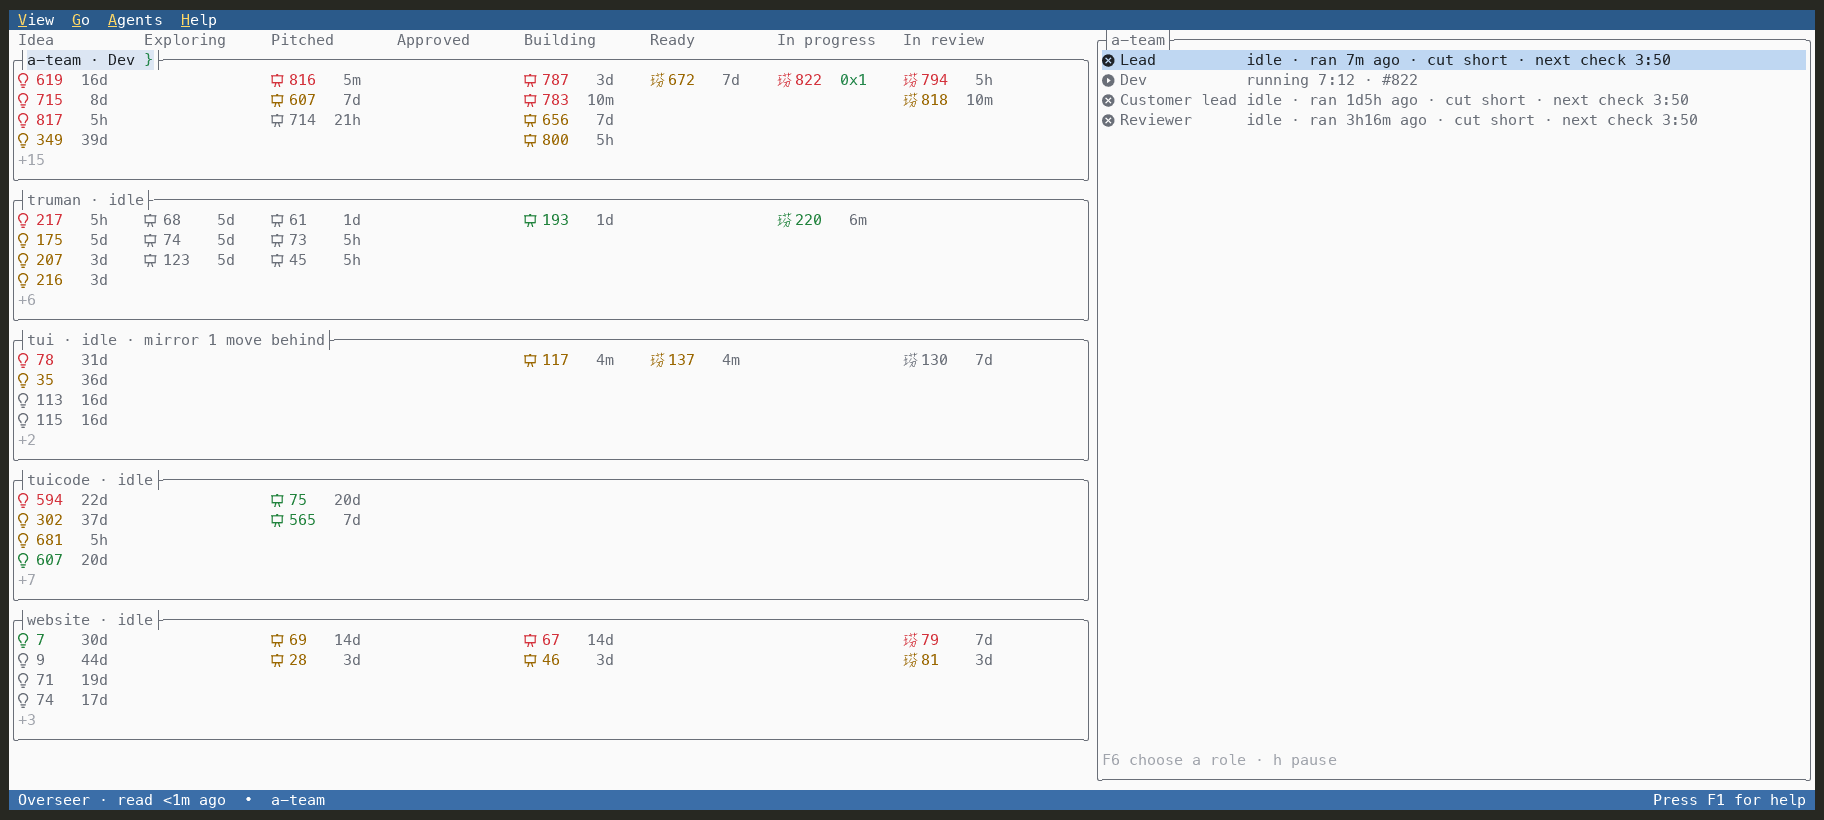 View  Go  Agents  Help
Idea  Exploring  Pitched  Approved  Building  Ready  In progress  In review
a-team · Dev }
619 16d  816 5m  787 3d  672 7d  822 0x1  794 5h
715 8d  607 7d  783 10m  818 10m
817 5h  714 21h  656 7d
349 39d  800 5h
+15
truman · idle
217 5h  68 5d  61 1d  193 1d  220 6m
175 5d  74 5d  73 5h
207 3d  123 5d  45 5h
216 3d
+6
tui · idle · mirror 1 move behind
78 31d  117 4m  137 4m  130 7d
35 36d
113 16d
115 16d
+2
tuicode · idle
594 22d  75 20d
302 37d  565 7d
681 5h
607 20d
+7
website · idle
7 30d  69 14d  67 14d  79 7d
9 44d  28 3d  46 3d  81 3d
71 19d
74 17d
+3
a-team
Lead  idle · ran 7m ago · cut short · next check 3:50
Dev  running 7:12 · #822
Customer lead idle · ran 1d5h ago · cut short · next check 3:50
Reviewer  idle · ran 3h16m ago · cut short · next check 3:50
F6 choose a role · h pause
Overseer · read <1m ago  •  a-team  Press F1 for help